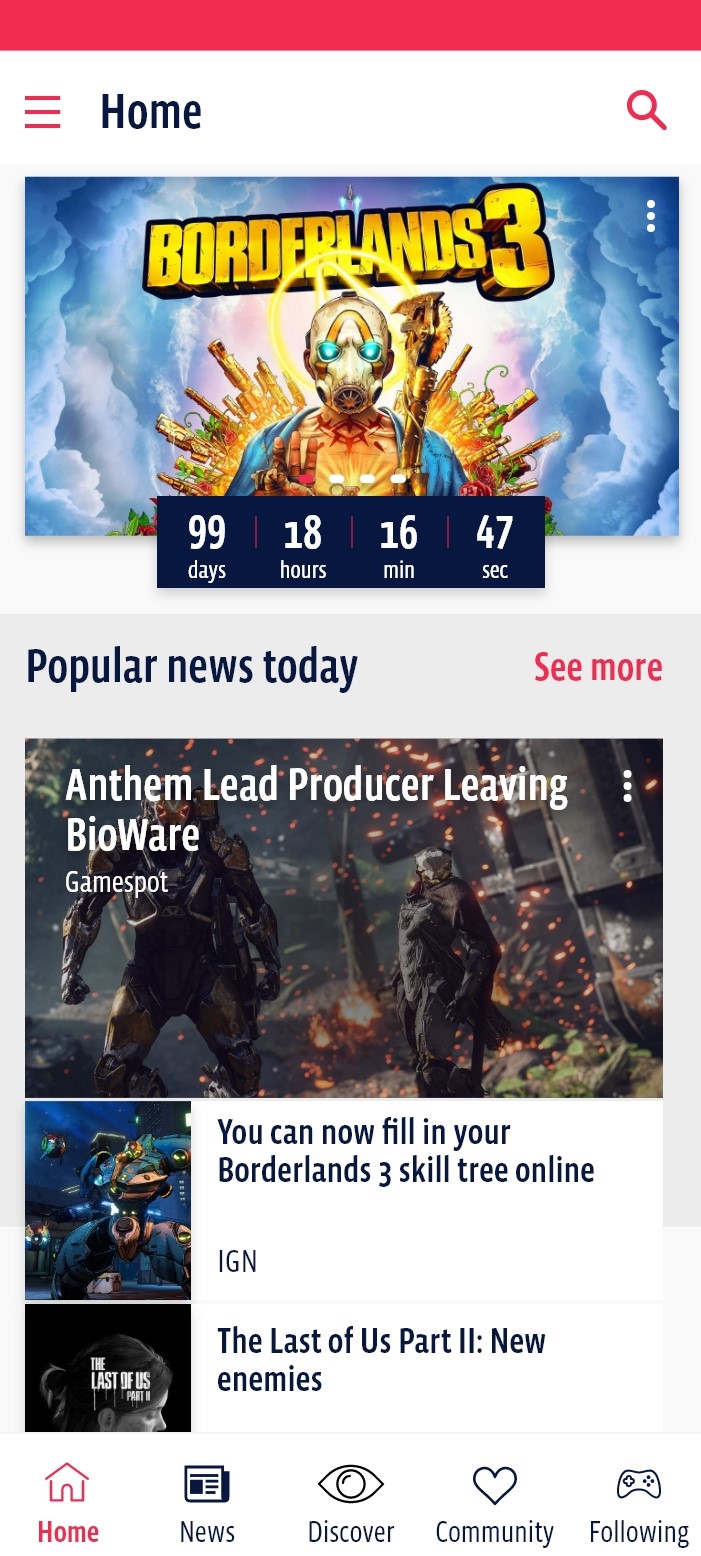 Home
BORDERLANDS 3
99 18 16 47
days hours min sec
Popular news today See more
Anthem Lead Producer Leaving
BioWare
Gamespot
You can now fill in your
Borderlands 3 skill tree online
IGN
The Last of Us Part II: New
enemies
THE
LAST OF US
PART II
Home News Discover Community Following